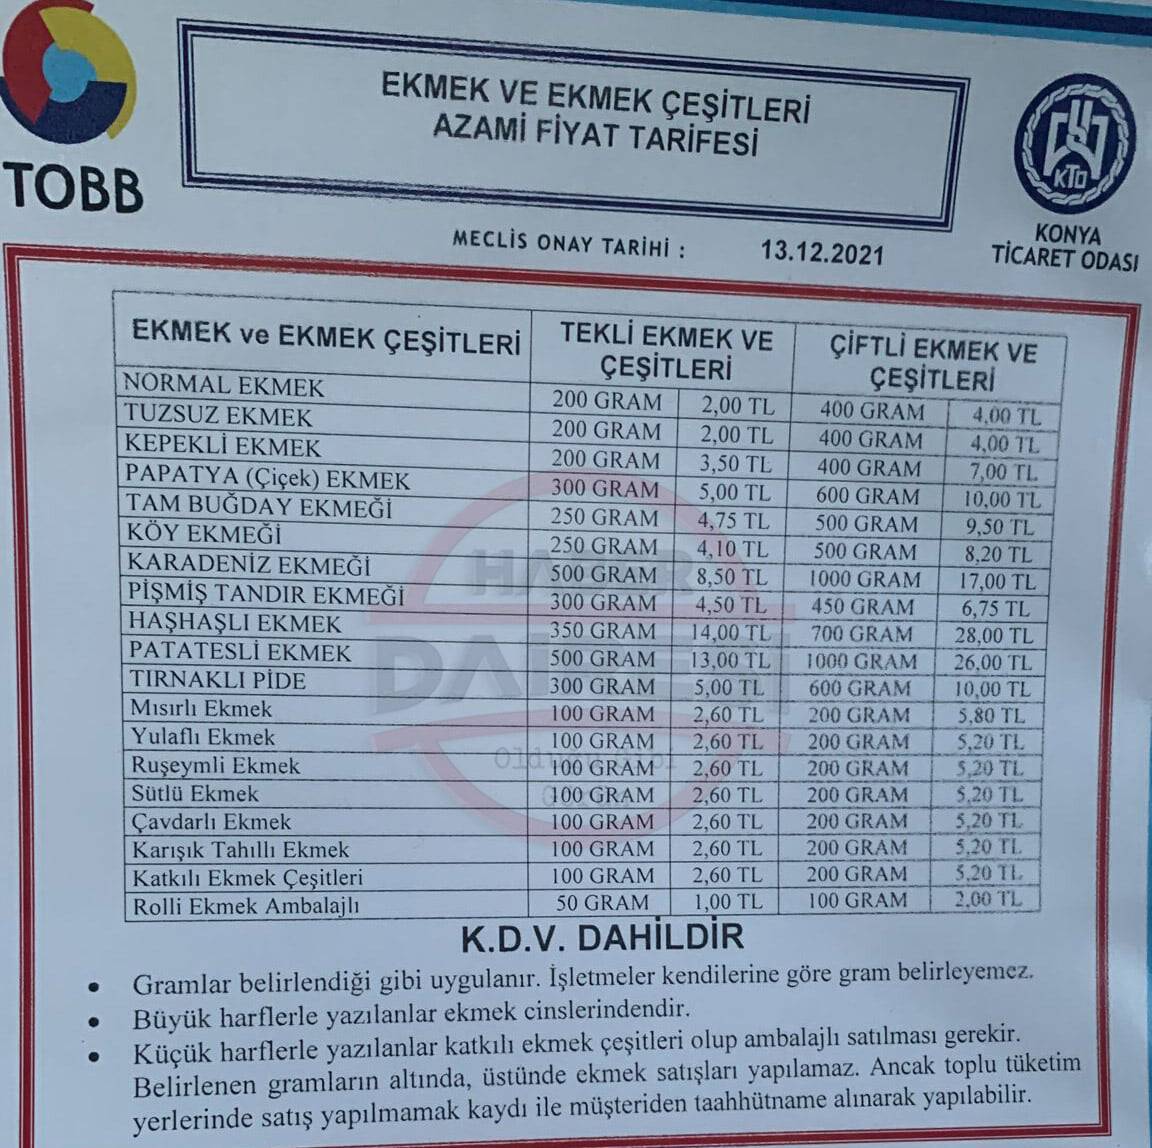 TOBB
EKMEK VE EKMEK ÇEŞİTLERİ
AZAMİ FİYAT TARİFESİ
KTO
KONYA
TİCARET ODASI
MECLİS ONAY TARİHİ : 13.12.2021
EKMEK ve EKMEK ÇEŞİTLERİ TEKLİ EKMEK VE ÇEŞİTLERİ ÇİFTLİ EKMEK VE ÇEŞİTLERİ
NORMAL EKMEK 200 GRAM 2,00 TL 400 GRAM 4,00 TL
TUZSUZ EKMEK 200 GRAM 2,00 TL 400 GRAM 4,00 TL
KEPEKLİ EKMEK 200 GRAM 3,50 TL 400 GRAM 7,00 TL
PAPATYA (Çiçek) EKMEK 300 GRAM 5,00 TL 600 GRAM 10,00 TL
TAM BUĞDAY EKMEĞİ 250 GRAM 4,75 TL 500 GRAM 9,50 TL
KÖY EKMEĞİ 250 GRAM 4,10 TL 500 GRAM 8,20 TL
KARADENİZ EKMEĞİ 500 GRAM 8,50 TL 1000 GRAM 17,00 TL
PİŞMİŞ TANDIR EKMEĞİ 300 GRAM 4,50 TL 450 GRAM 6,75 TL
HAŞHAŞLI EKMEK 350 GRAM 14,00 TL 700 GRAM 28,00 TL
PATATESLİ EKMEK 500 GRAM 13,00 TL 1000 GRAM 26,00 TL
TIRNAKLI PİDE 300 GRAM 5,00 TL 600 GRAM 10,00 TL
Mısırlı Ekmek 100 GRAM 2,60 TL 200 GRAM 5,80 TL
Yulaflı Ekmek 100 GRAM 2,60 TL 200 GRAM 5,20 TL
Ruşeymli Ekmek 100 GRAM 2,60 TL 200 GRAM 5,20 TL
Sütlü Ekmek 100 GRAM 2,60 TL 200 GRAM 5,20 TL
Çavdarlı Ekmek 100 GRAM 2,60 TL 200 GRAM 5,20 TL
Karışık Tahıllı Ekmek 100 GRAM 2,60 TL 200 GRAM 5,20 TL
Katkılı Ekmek Çeşitleri 100 GRAM 2,60 TL 200 GRAM 5,20 TL
Rolli Ekmek Ambalajlı 50 GRAM 1,00 TL 100 GRAM 2,00 TL
K.D.V. DAHİLDİR
• Gramlar belirlendiği gibi uygulanır. İşletmeler kendilerine göre gram belirleyemez.
• Büyük harflerle yazılanlar ekmek cinslerindendir.
• Küçük harflerle yazılanlar katkılı ekmek çeşitleri olup ambalajlı satılması gerekir.
Belirlenen gramların altında, üstünde ekmek satışları yapılamaz. Ancak toplu tüketim
yerlerinde satış yapılmamak kaydı ile müşteriden taahhütname alınarak yapılabilir.